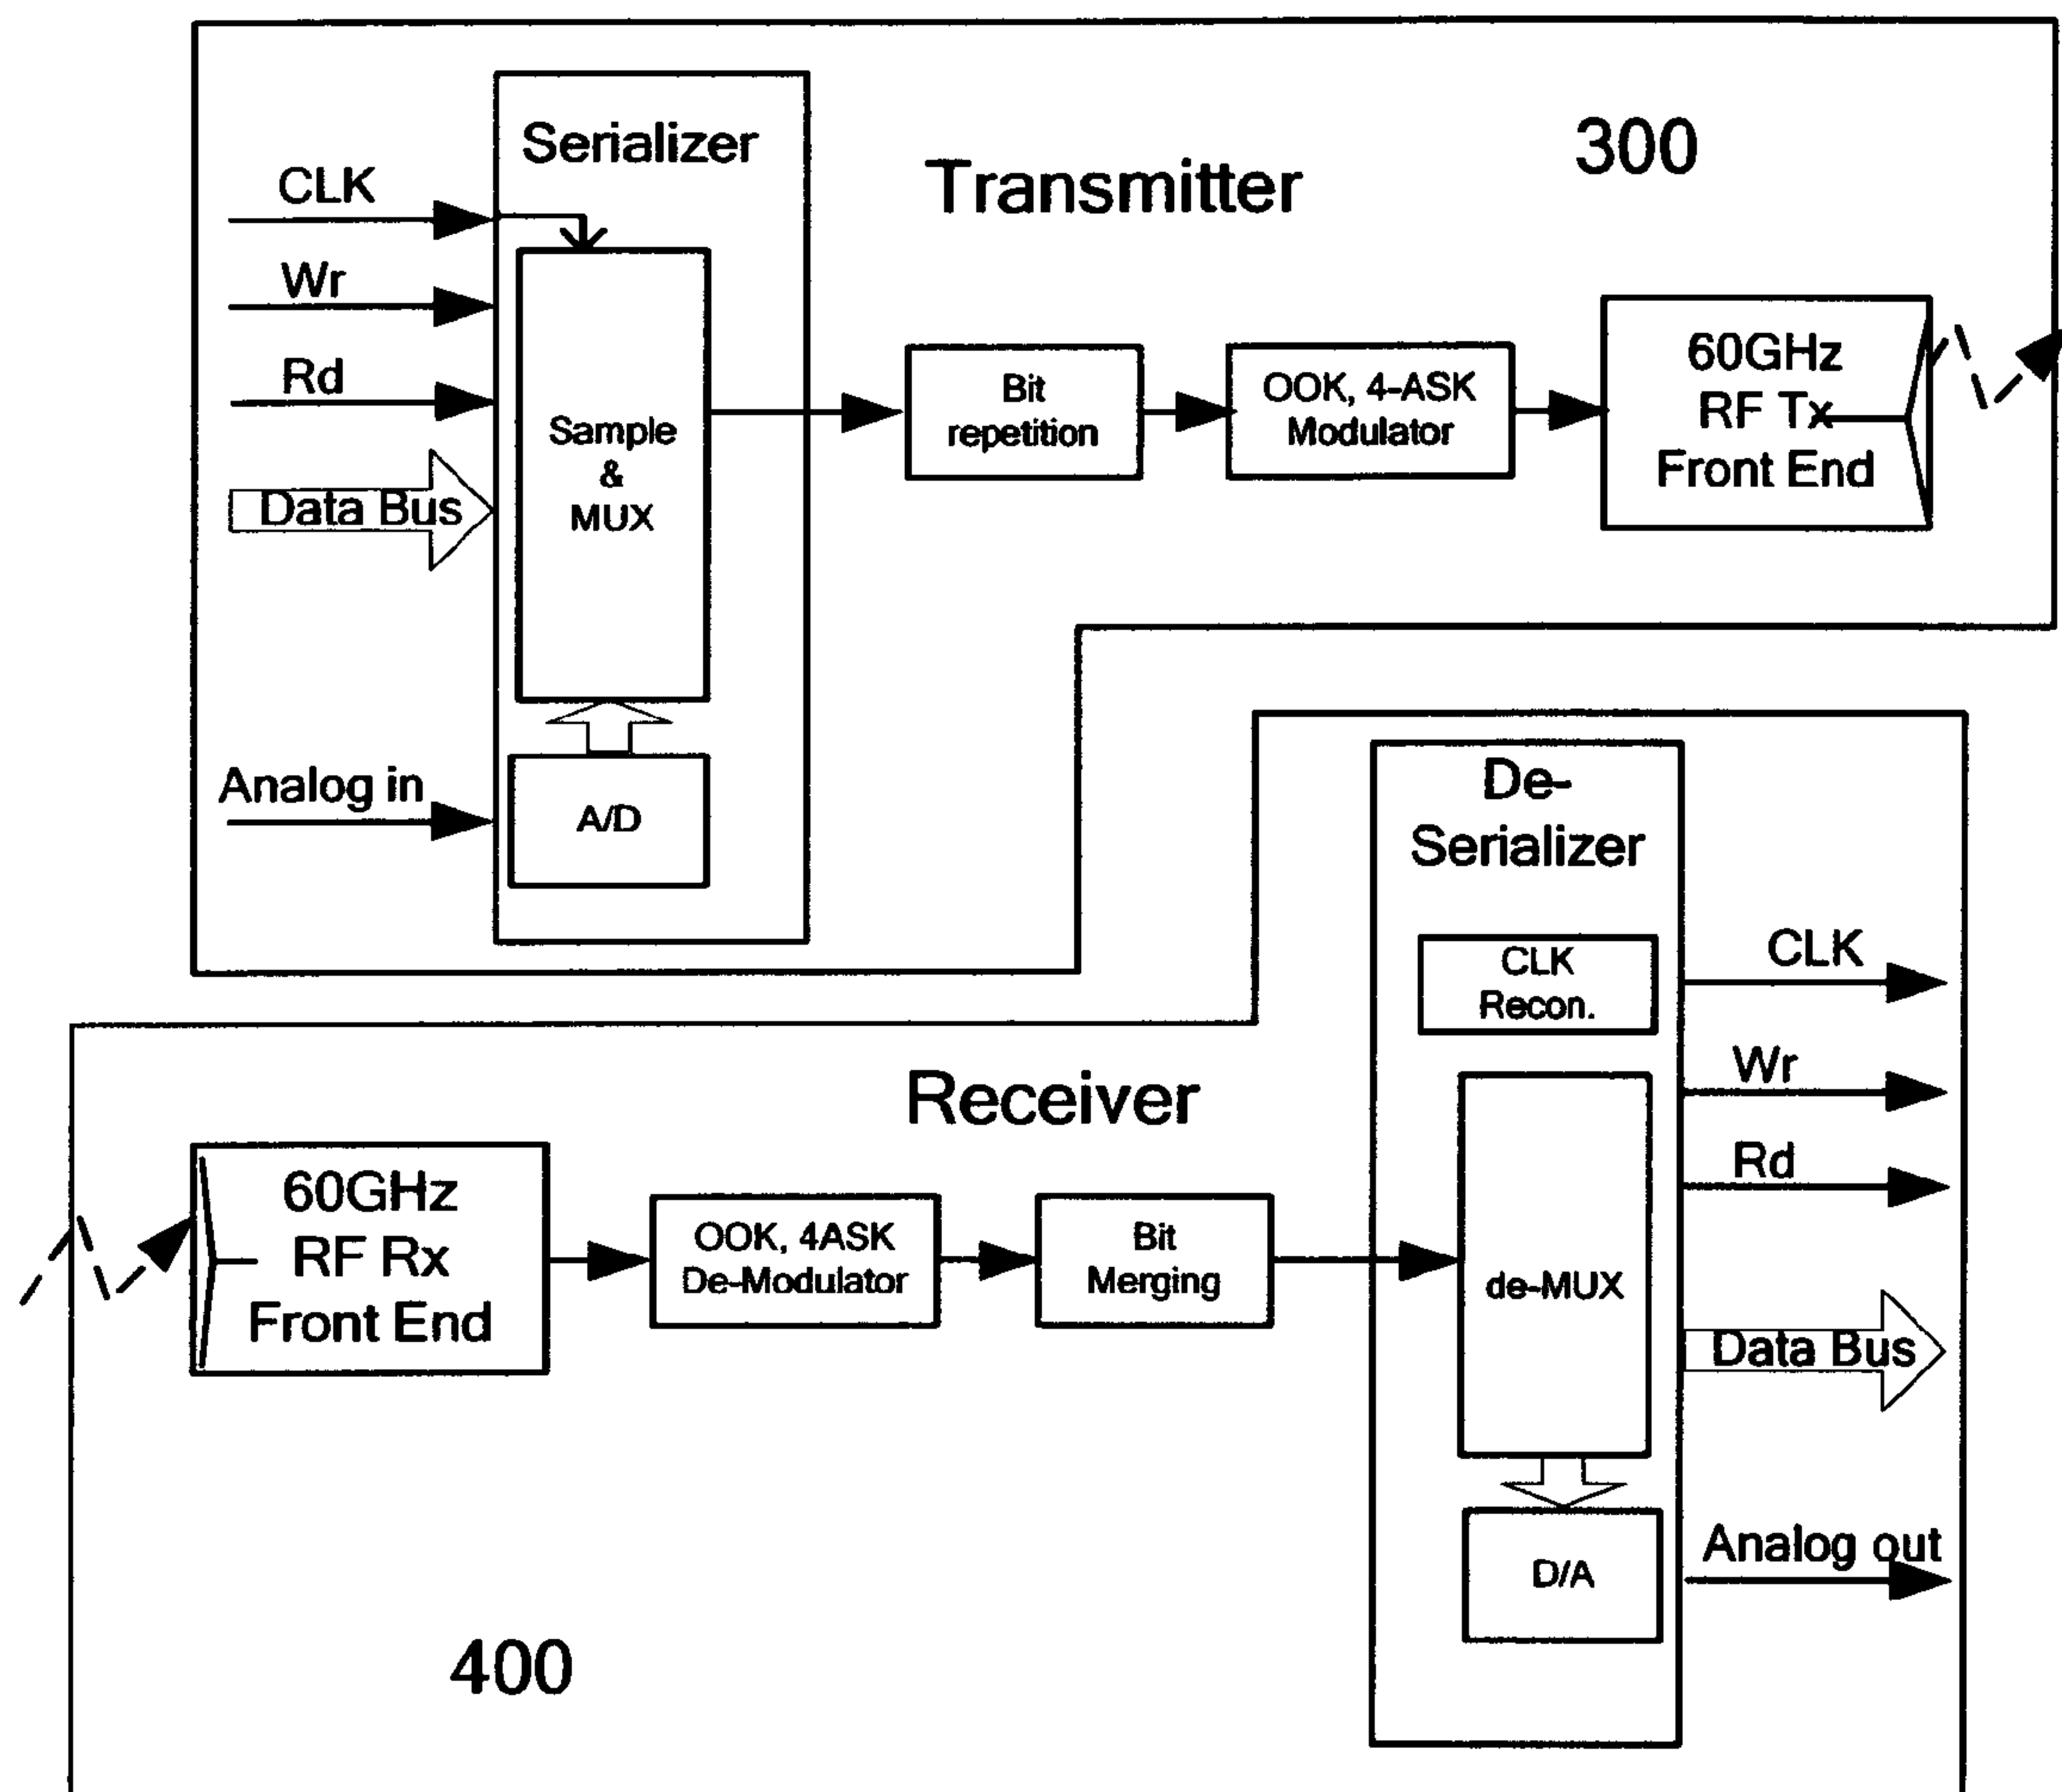 Serializer
300
Transmitter
CLK
Wr
Rd
Data Bus
Analog in
Sample
&
MUX
A/D
Bit
repetition
OOK, 4-ASK
Modulator
60GHz
RF Tx
Front End
De-
Serializer
CLK
Recon.
Receiver
60GHz
RF Rx
Front End
OOK, 4ASK
De-Modulator
Bit
Merging
de-MUX
D/A
CLK
Wr
Rd
Data Bus
Analog out
400